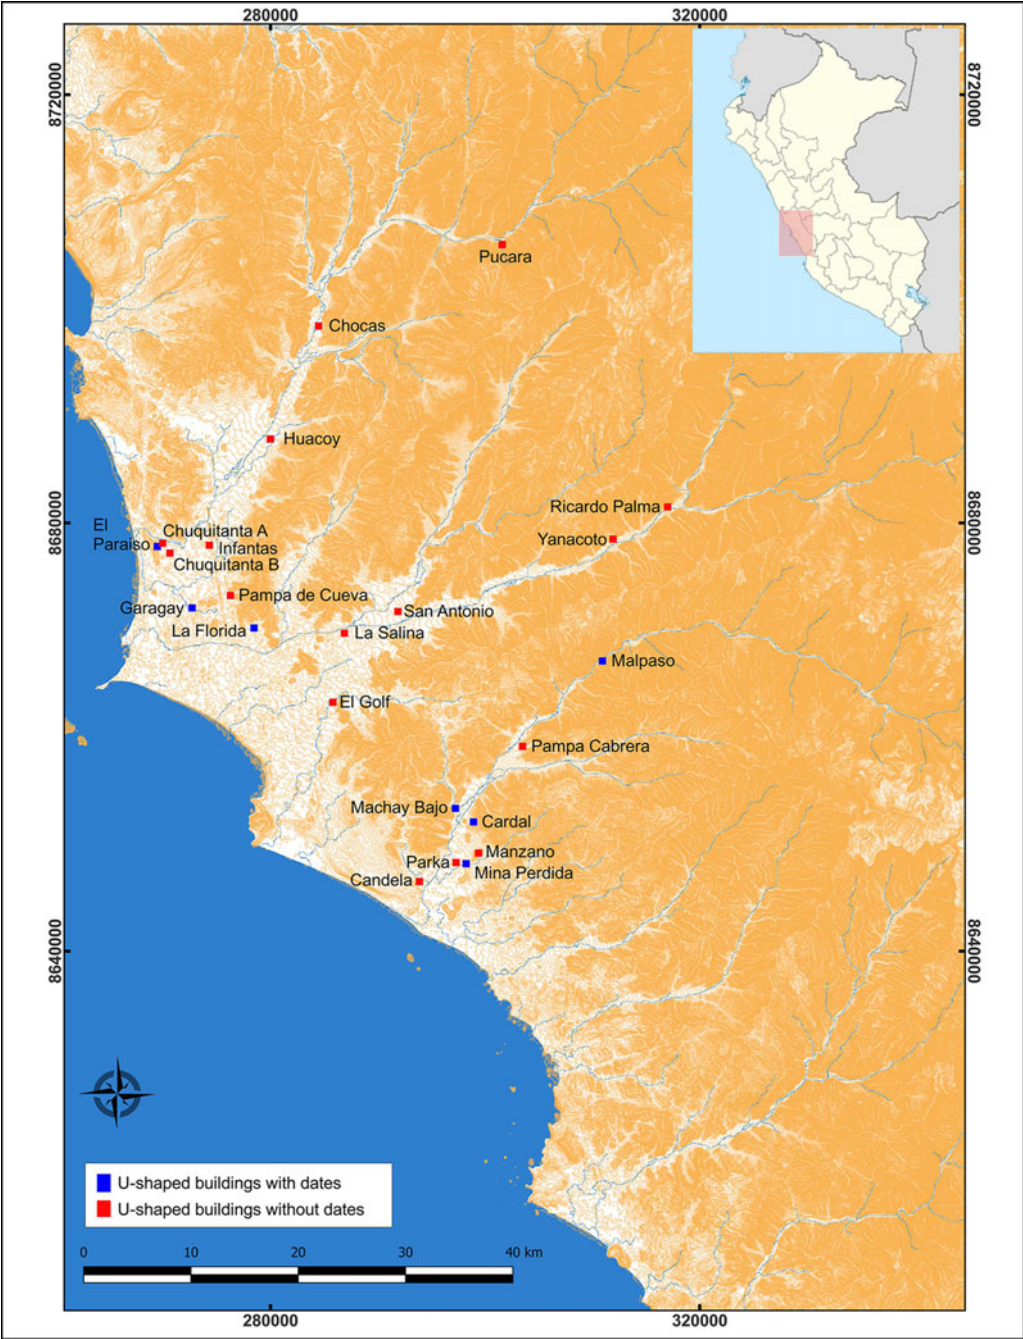 280000
320000
8720000
8720000
Pucara
Chocas
Huacoy
Ricardo Palma
8680000
8680000
El
Paraiso
Chuquitanta A
Infantas
Chuquitanta B
Yanacoto
Pampa de Cueva
Garagay
San Antonio
La Florida
La Salina
Malpaso
El Golf
Pampa Cabrera
Machay Bajo
Cardal
Manzano
Parka
Mina Perdida
Candela
8640000
8640000
U-shaped buildings with dates
U-shaped buildings without dates
0 10 20 30 40 km
280000
320000